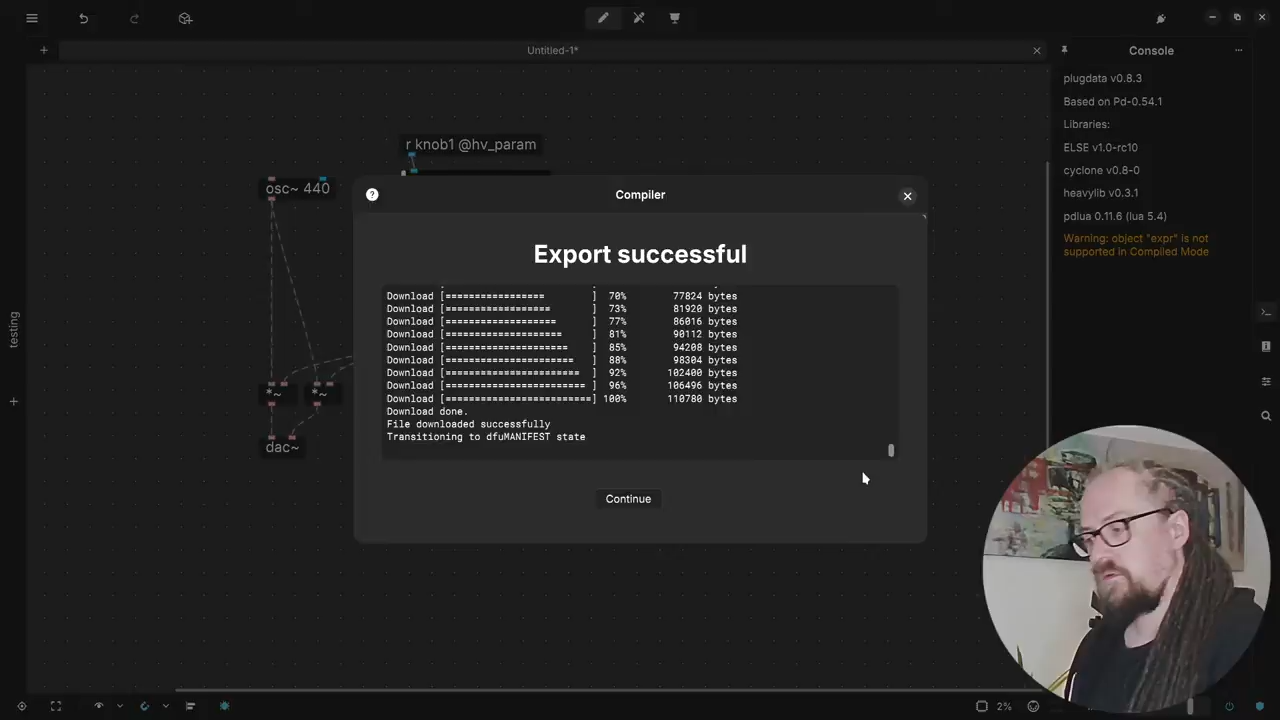 Untitled-1*
Console
plugdata v0.8.3
Based on Pd-0.54.1
Libraries:
ELSE v1.0-rc10
cyclone v0.8-0
heavylib v0.3.1
pdlua 0.11.6 (lua 5.4)
Warning: object "expr" is not
supported in Compiled Mode
testing
r knob1 @hv_param
osc~ 440
*~
*~
dac~
Compiler
Export successful
Download [================= ] 70% 77824 bytes
Download [================== ] 73% 81920 bytes
Download [=================== ] 77% 86016 bytes
Download [==================== ] 81% 90112 bytes
Download [===================== ] 85% 94208 bytes
Download [====================== ] 88% 98304 bytes
Download [======================= ] 92% 102400 bytes
Download [======================== ] 96% 106496 bytes
Download [=========================] 100% 110780 bytes
Download done.
File downloaded successfully
Transitioning to dfuMANIFEST state
Continue
2%